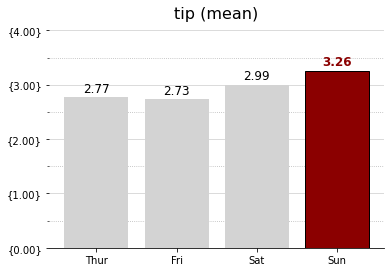 tip (mean)
{4.00}
{3.00}
{2.00}
{1.00}
{0.00}
2.77
2.73
2.99
3.26
Thur
Fri
Sat
Sun